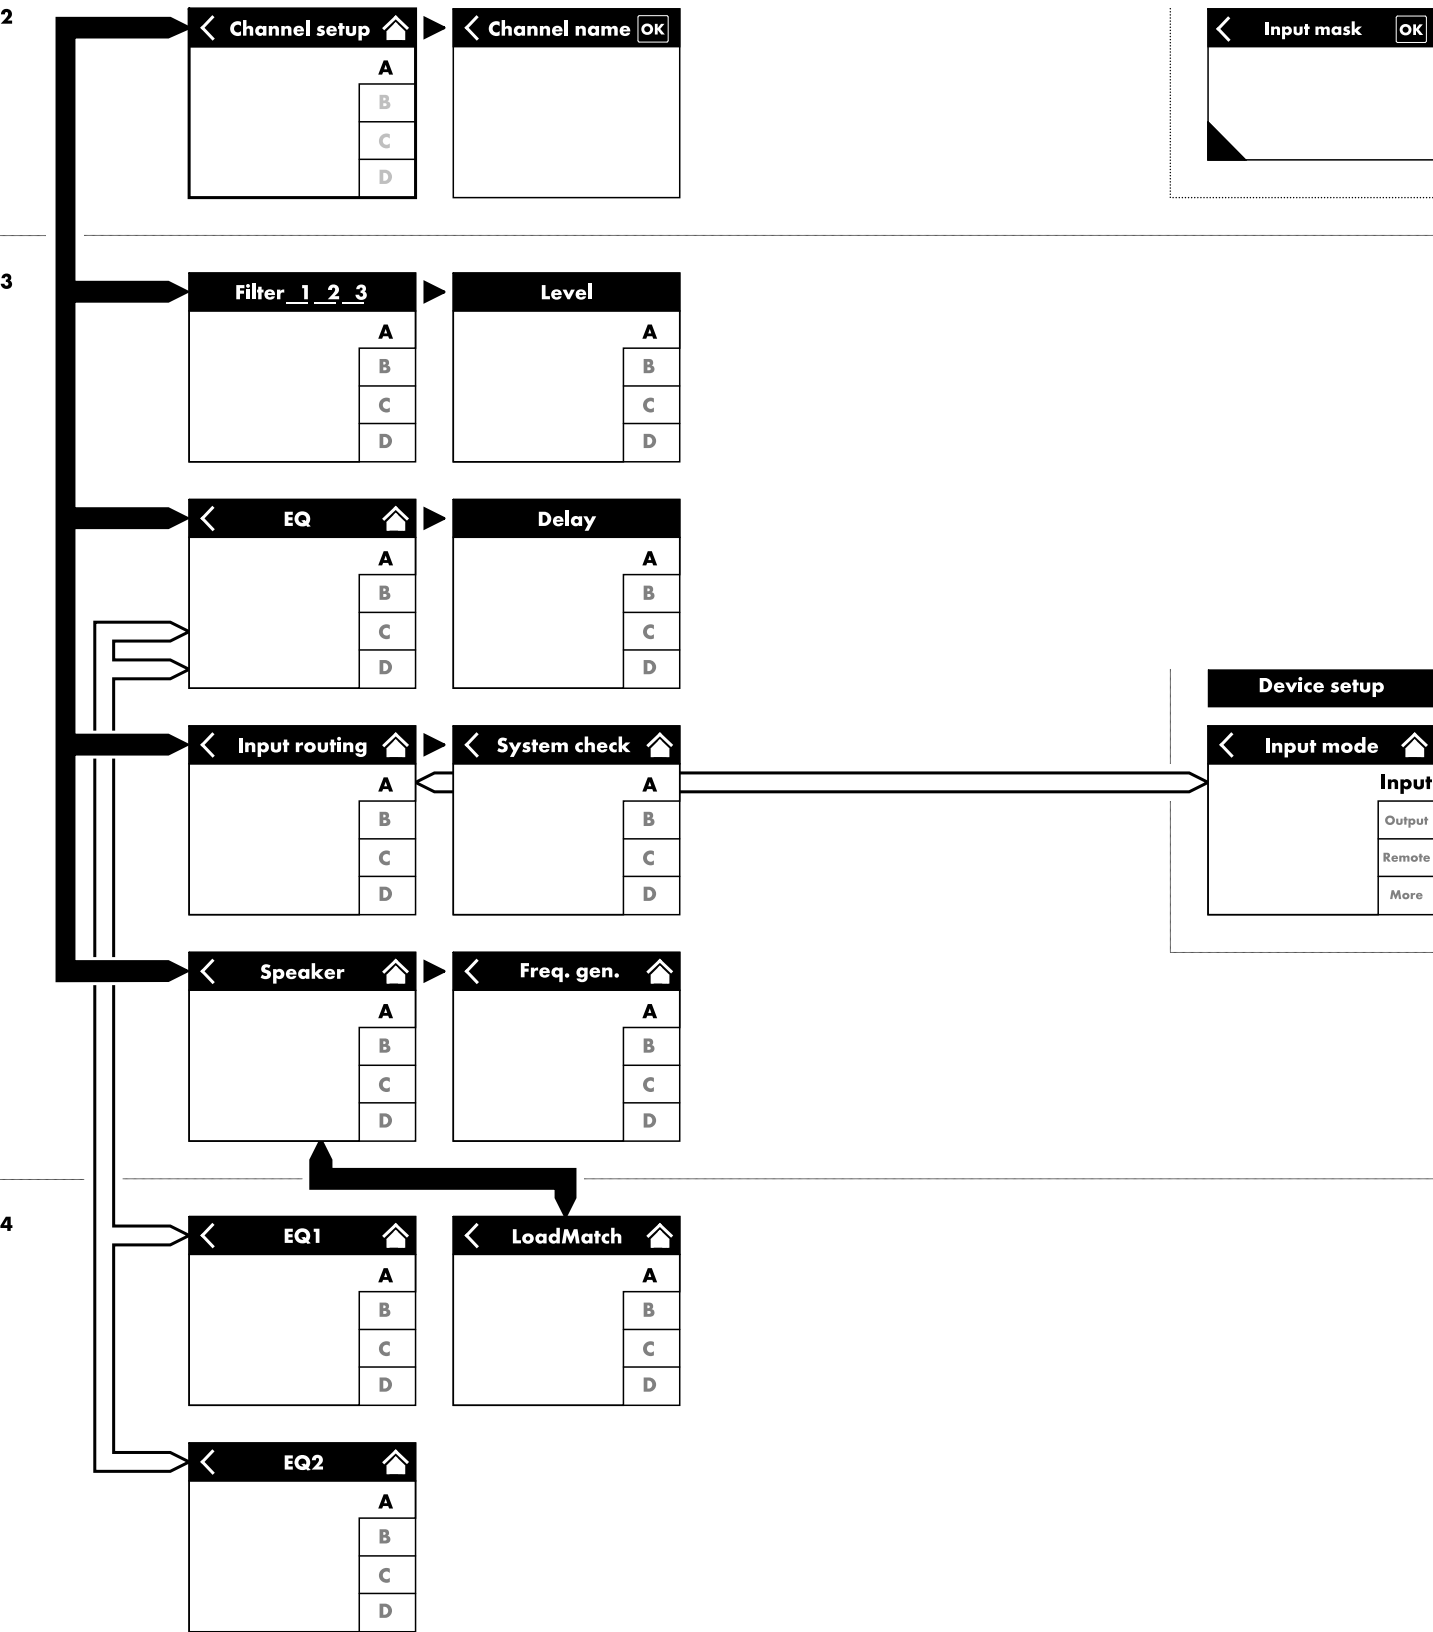 2
Channel setup
A
B
C
D
Channel name OK
Input mask OK
3
Filter_1_2_3
A
B
C
D
Level
A
B
C
D
EQ
A
B
C
D
Delay
A
B
C
D
Device setup
Input routing
A
B
C
D
System check
A
B
C
D
Input mode
Input
Output
Remote
More
Speaker
A
B
C
D
Freq. gen.
A
B
C
D
4
EQ1
A
B
C
D
LoadMatch
A
B
C
D
EQ2
A
B
C
D